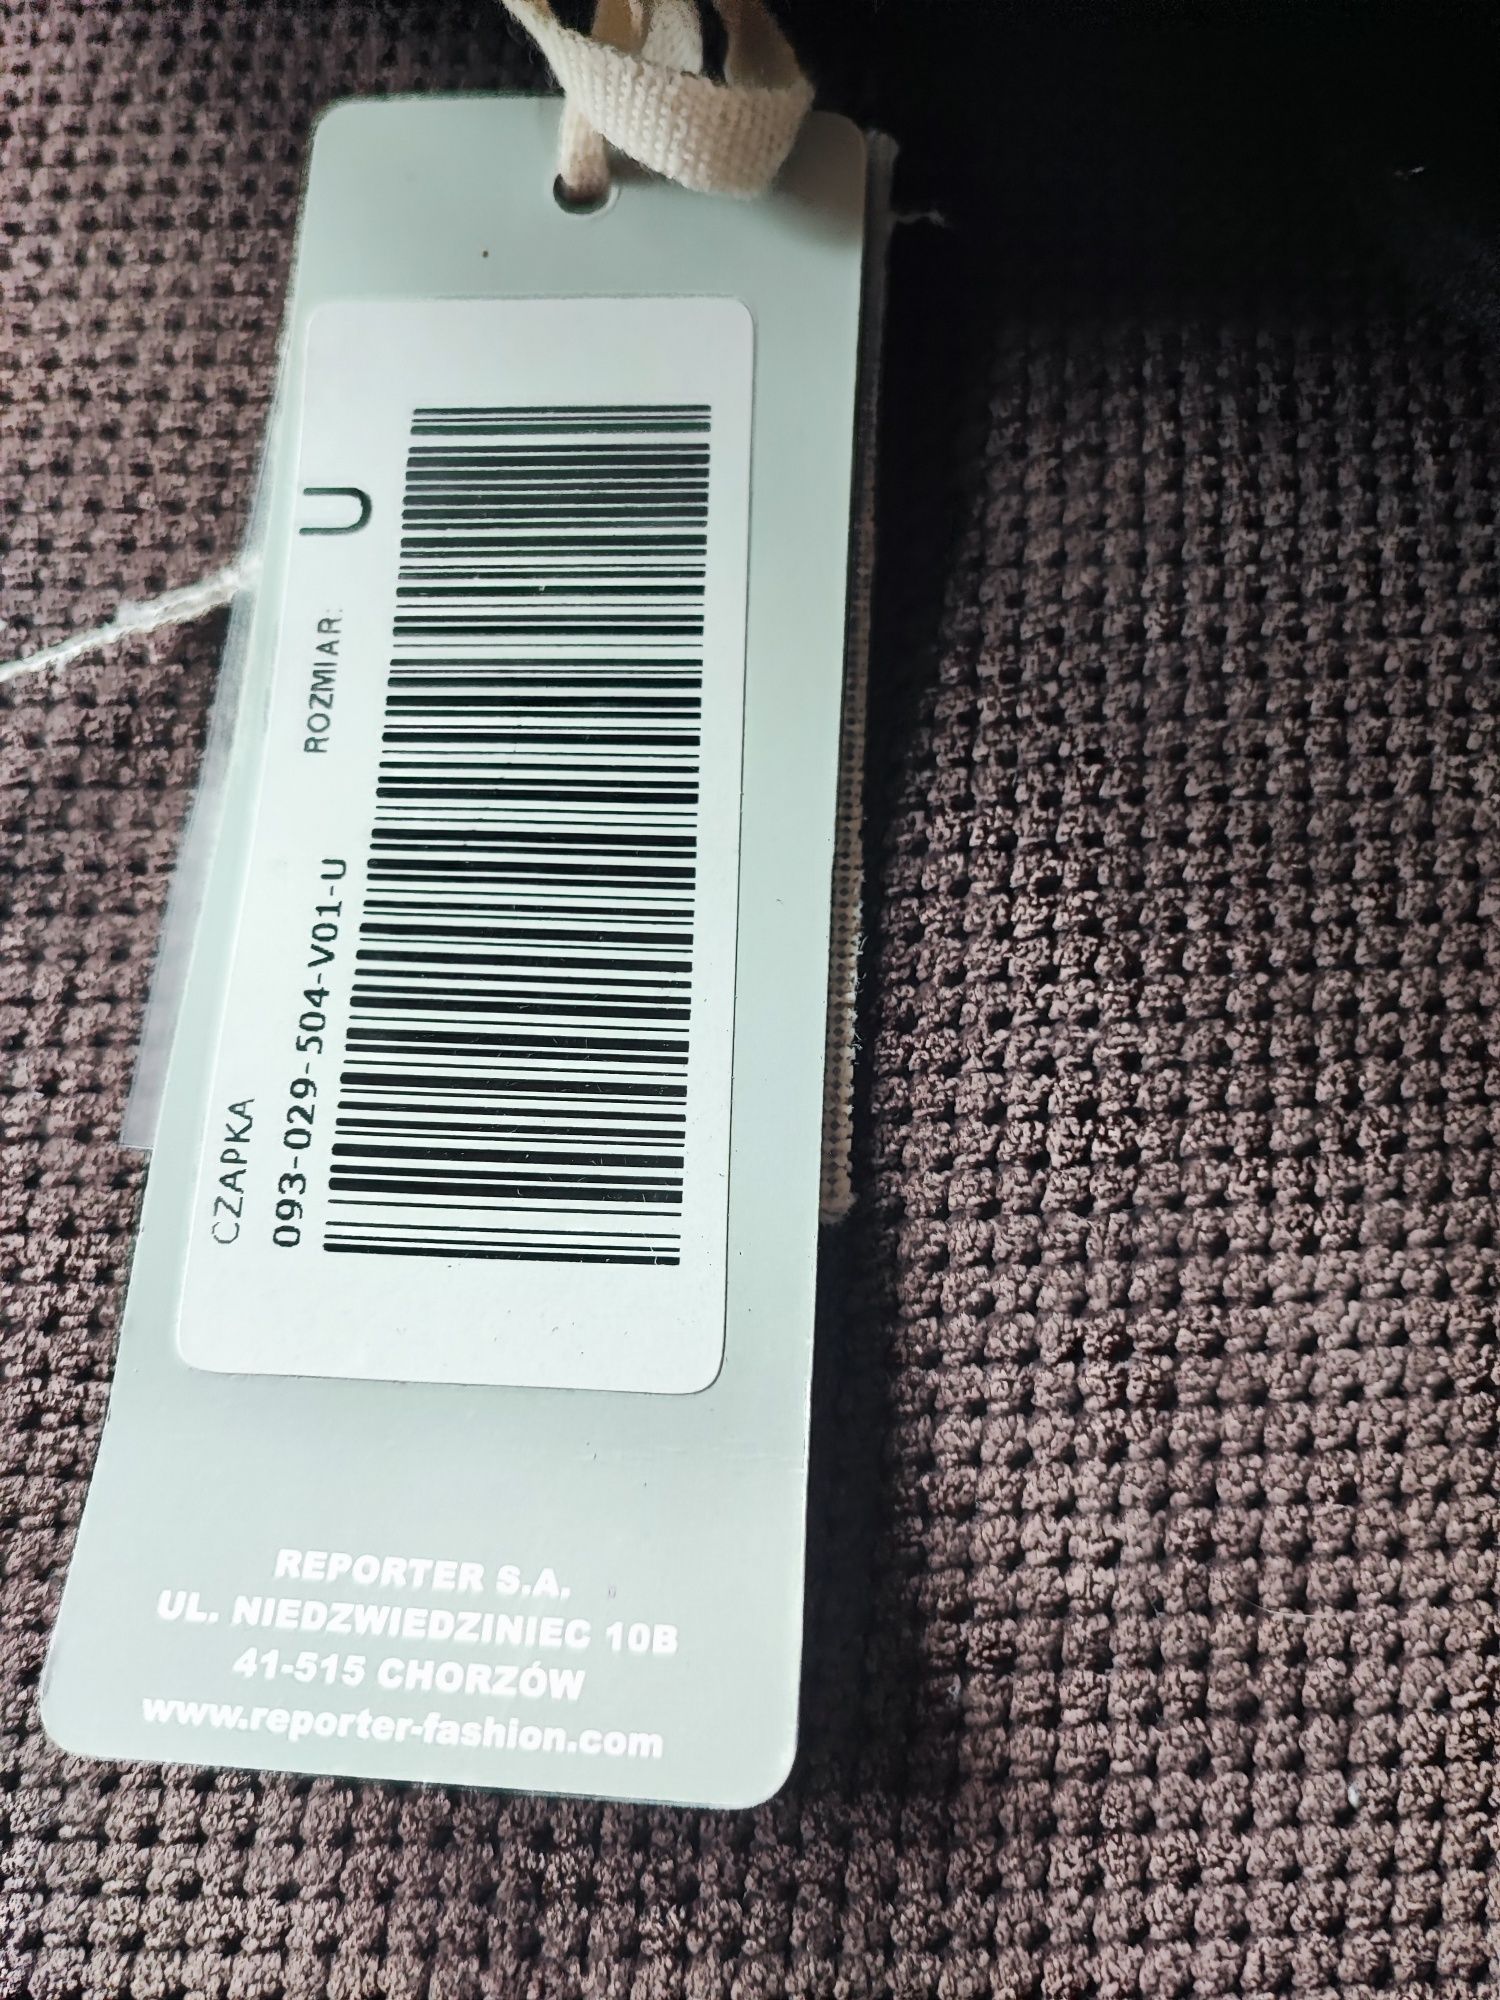 CZAPKA
093-029-504-V01-U
ROZMIAR:
U
REPORTER S.A.
UL. NIEDZWIEDZINIEC 10B
41-515 CHORZÓW
www.reporter-fashion.com